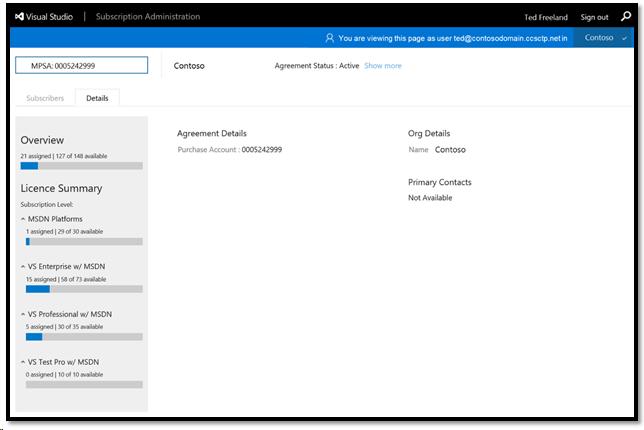 Visual Studio Subscription Administration Ted Freeland Sign out
You are viewing this page as user ted@contosodomain.ccsctp.net in Contoso
MPSA: 0005242999 Contoso Agreement Status : Active Show more
Subscribers Details
Overview
21 assigned | 127 of 148 available
Licence Summary
Subscription Level:
MSDN Platforms
1 assigned | 29 of 30 available
VS Enterprise w/ MSDN
15 assigned | 58 of 73 available
VS Professional w/ MSDN
5 assigned | 30 of 35 available
VS Test Pro w/ MSDN
0 assigned | 10 of 10 available
Agreement Details
Purchase Account : 0005242999
Org Details
Name Contoso
Primary Contacts
Not Available